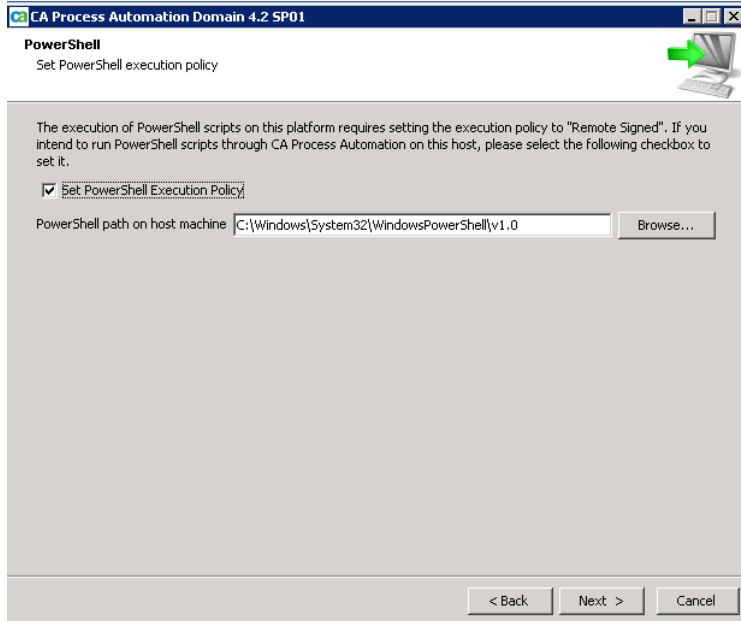 ca CA Process Automation Domain 4.2 SP01
PowerShell
Set PowerShell execution policy
The execution of PowerShell scripts on this platform requires setting the execution policy to "Remote Signed". If you
intend to run PowerShell scripts through CA Process Automation on this host, please select the following checkbox to
set it.
Set PowerShell Execution Policy
PowerShell path on host machine C:\Windows\System32\WindowsPowerShell\v1.0 Browse...
< Back Next > Cancel